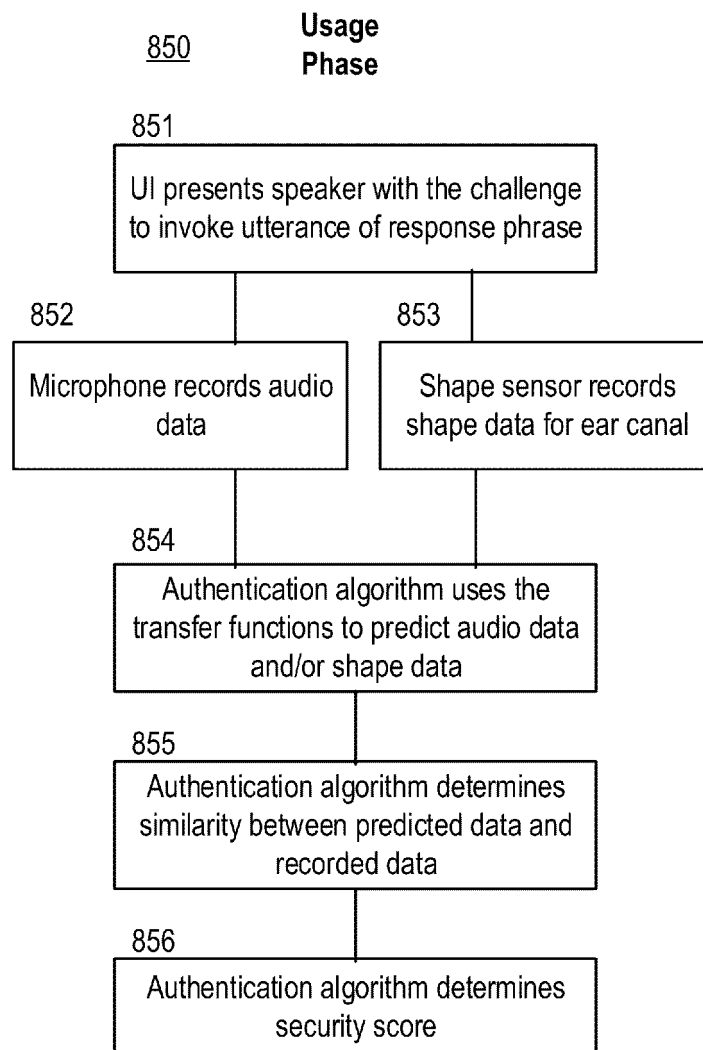 Usage
850
Phase
851
UI presents speaker with the challenge
to invoke utterance of response phrase
852
853
Microphone records audio
data
Shape sensor records
shape data for ear canal
854
Authentication algorithm uses the
transfer functions to predict audio data
and/or shape data
855
Authentication algorithm determines
similarity between predicted data and
recorded data
856
Authentication algorithm determines
security score